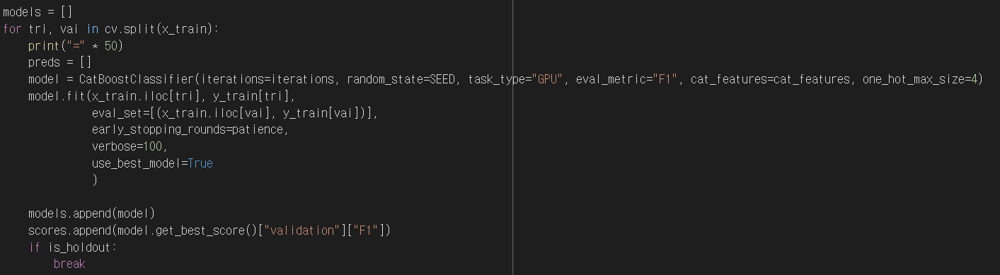 models = []
for tri, vai in cv.split(x_train):
    print("=" * 50)
    preds = []
    model = CatBoostClassifier(iterations=iterations, random_state=SEED, task_type="GPU", eval_metric="F1", cat_features=cat_features, one_hot_max_size=4)
    model.fit(x_train.iloc[tri], y_train[tri],
              eval_set=[(x_train.iloc[vai], y_train[vai])],
              early_stopping_rounds=patience,
              verbose=100,
              use_best_model=True
              )
    models.append(model)
    scores.append(model.get_best_score()["validation"]["F1"])
    if is_holdout:
        break